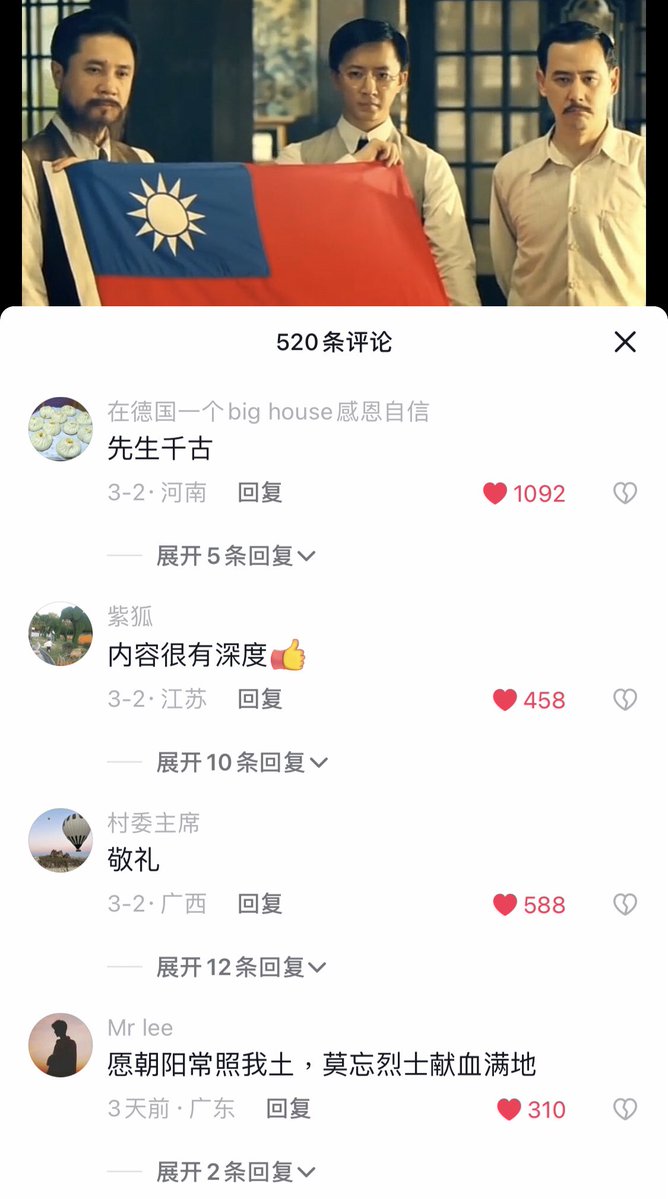 520条评论
在德国一个big house感恩自信
先生千古
3-2·河南 回复
1092
展开5条回复
紫狐
内容很有深度👍
3-2·江苏 回复
458
展开10条回复
村委主席
敬礼
3-2·广西 回复
588
展开12条回复
Mr lee
愿朝阳常照我土，莫忘烈士献血满地
3天前·广东 回复
310
展开2条回复